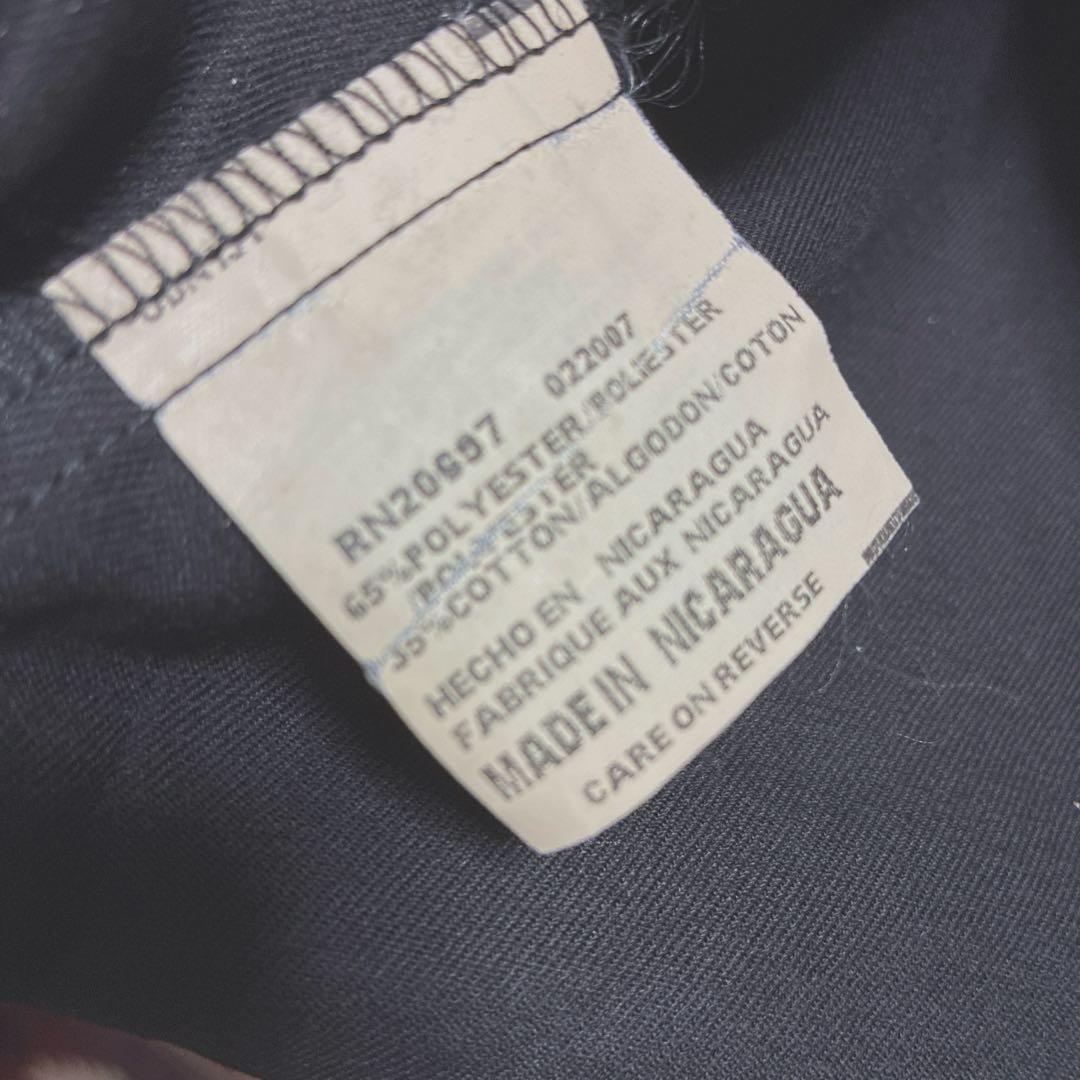 RN20697 022007
65%POLYESTER/POLIESTER
/POLYESTER
35%COTTON/ALGODON/COTON
HECHO EN NICARAGUA
FABRIQUE AUX NICARAGUA
MADE IN NICARAGUA
CARE ON REVERSE